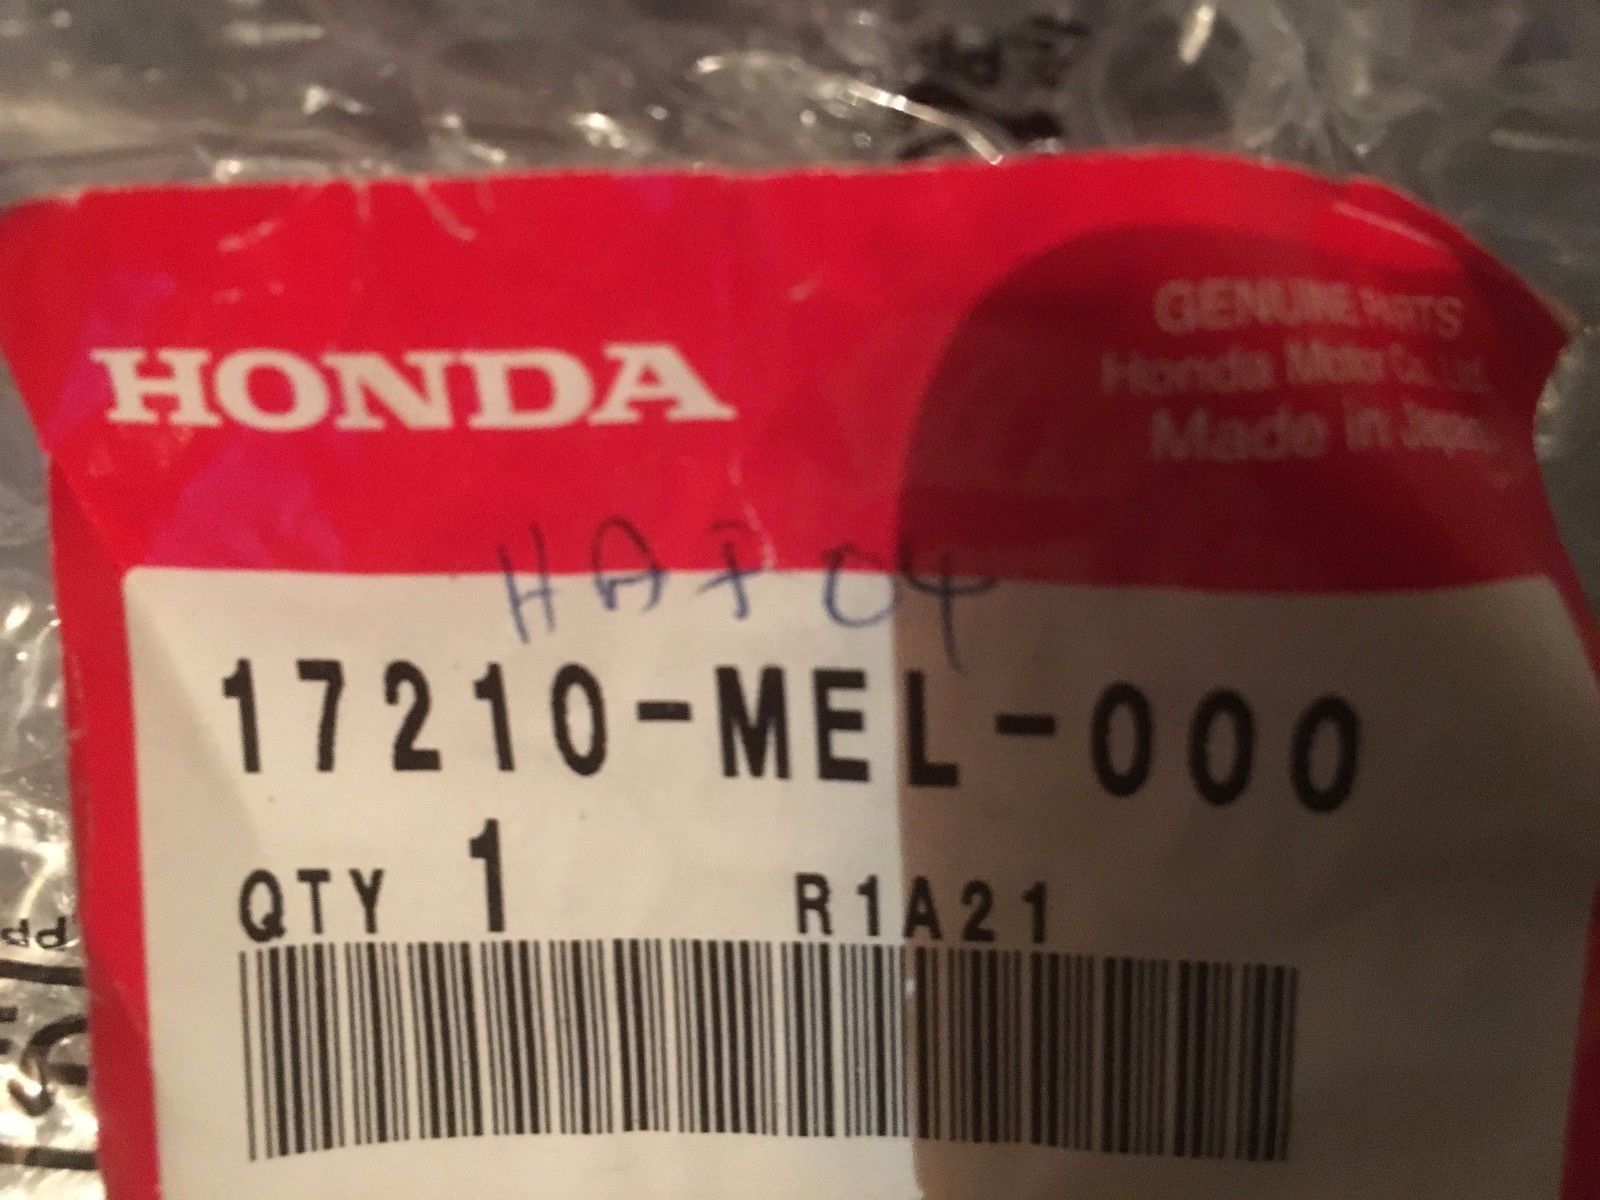 HONDA
GENUINE PARTS
Honda Motor Co., Ltd.
Made in Japan
17210-MEL-000
QTY 1 R1A21